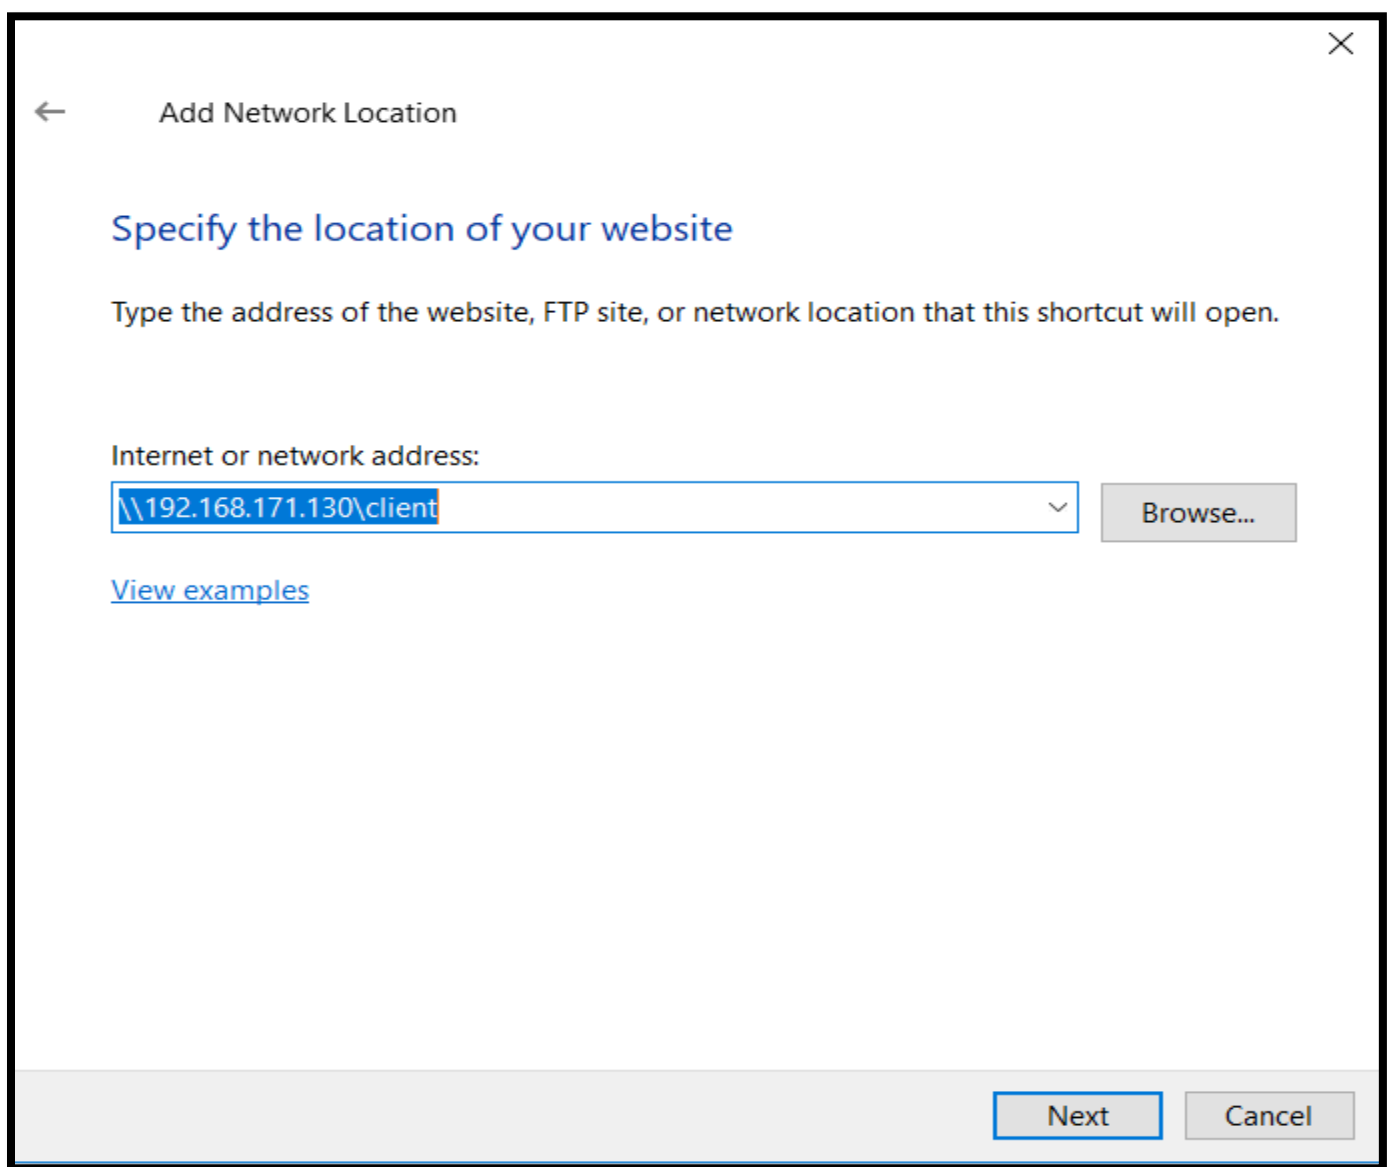 Add Network Location
Specify the location of your website
Type the address of the website, FTP site, or network location that this shortcut will open.
Internet or network address:
\\192.168.171.130\client
Browse...
View examples
Next
Cancel